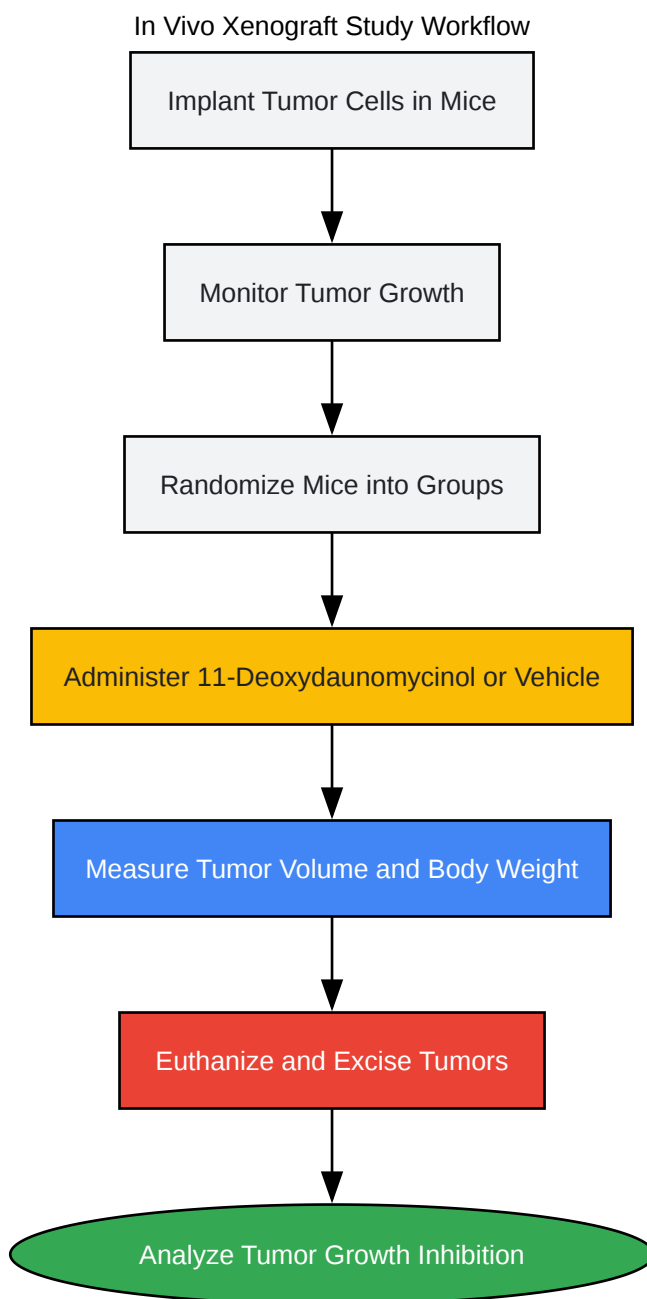 In Vivo Xenograft Study Workflow
Implant Tumor Cells in Mice
Monitor Tumor Growth
Randomize Mice into Groups
Administer 11-Deoxydaunomycinol or Vehicle
Measure Tumor Volume and Body Weight
Euthanize and Excise Tumors
Analyze Tumor Growth Inhibition